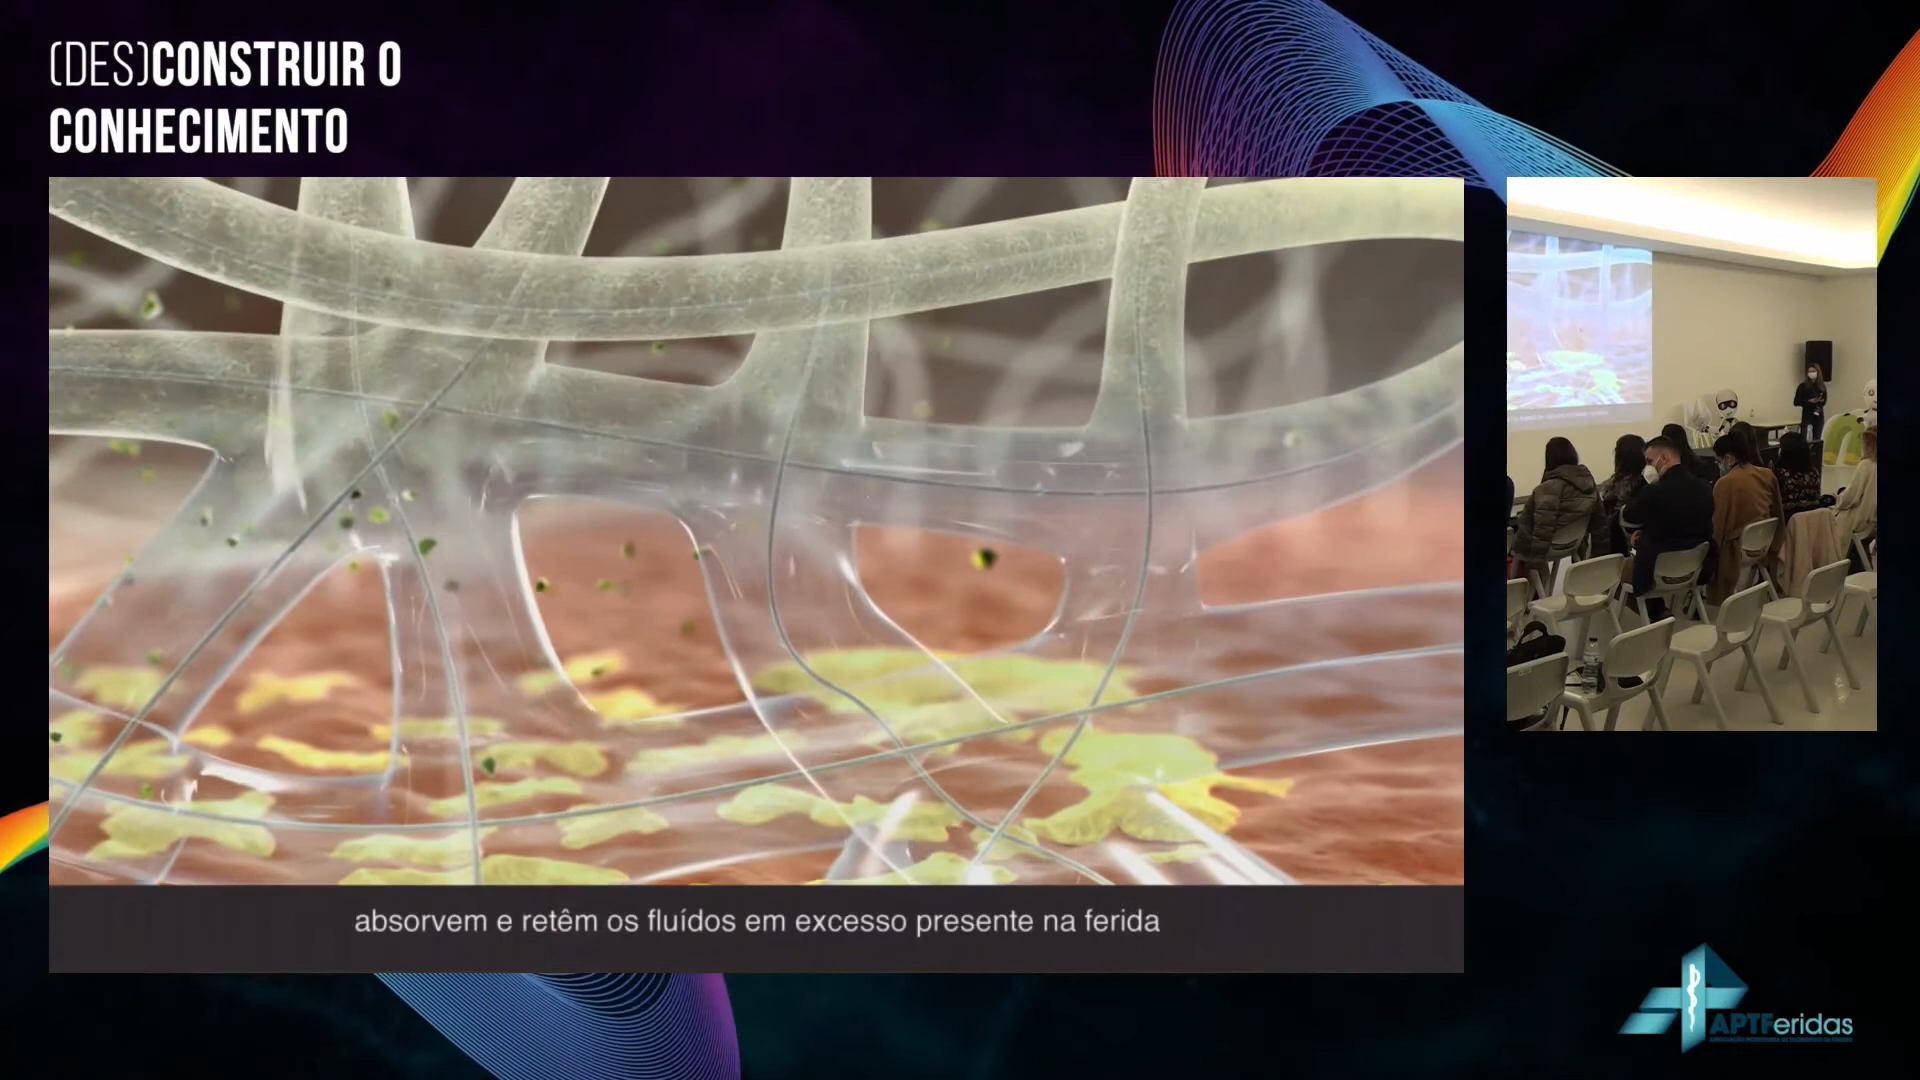 (DES)CONSTRUIR O
CONHECIMENTO
absorvem e retêm os fluídos em excesso presente na ferida
APTFeridas